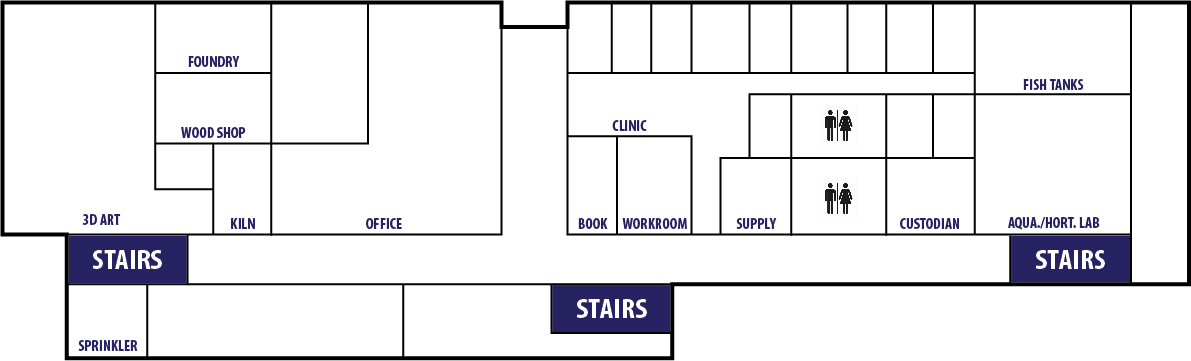 FOUNDRY
FISH TANKS
WOOD SHOP
CLINIC
3D ART
KILN
OFFICE
BOOK
WORKROOM
SUPPLY
CUSTODIAN
AQUA./HORT. LAB
STAIRS
STAIRS
STAIRS
SPRINKLER